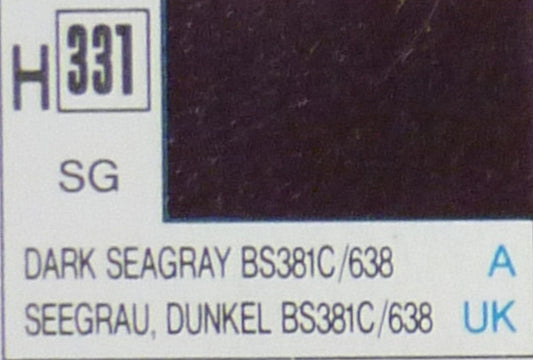 H 331
SG
DARK SEAGRAY BS381C/638 A
SEEGRAU, DUNKEL BS381C/638 UK